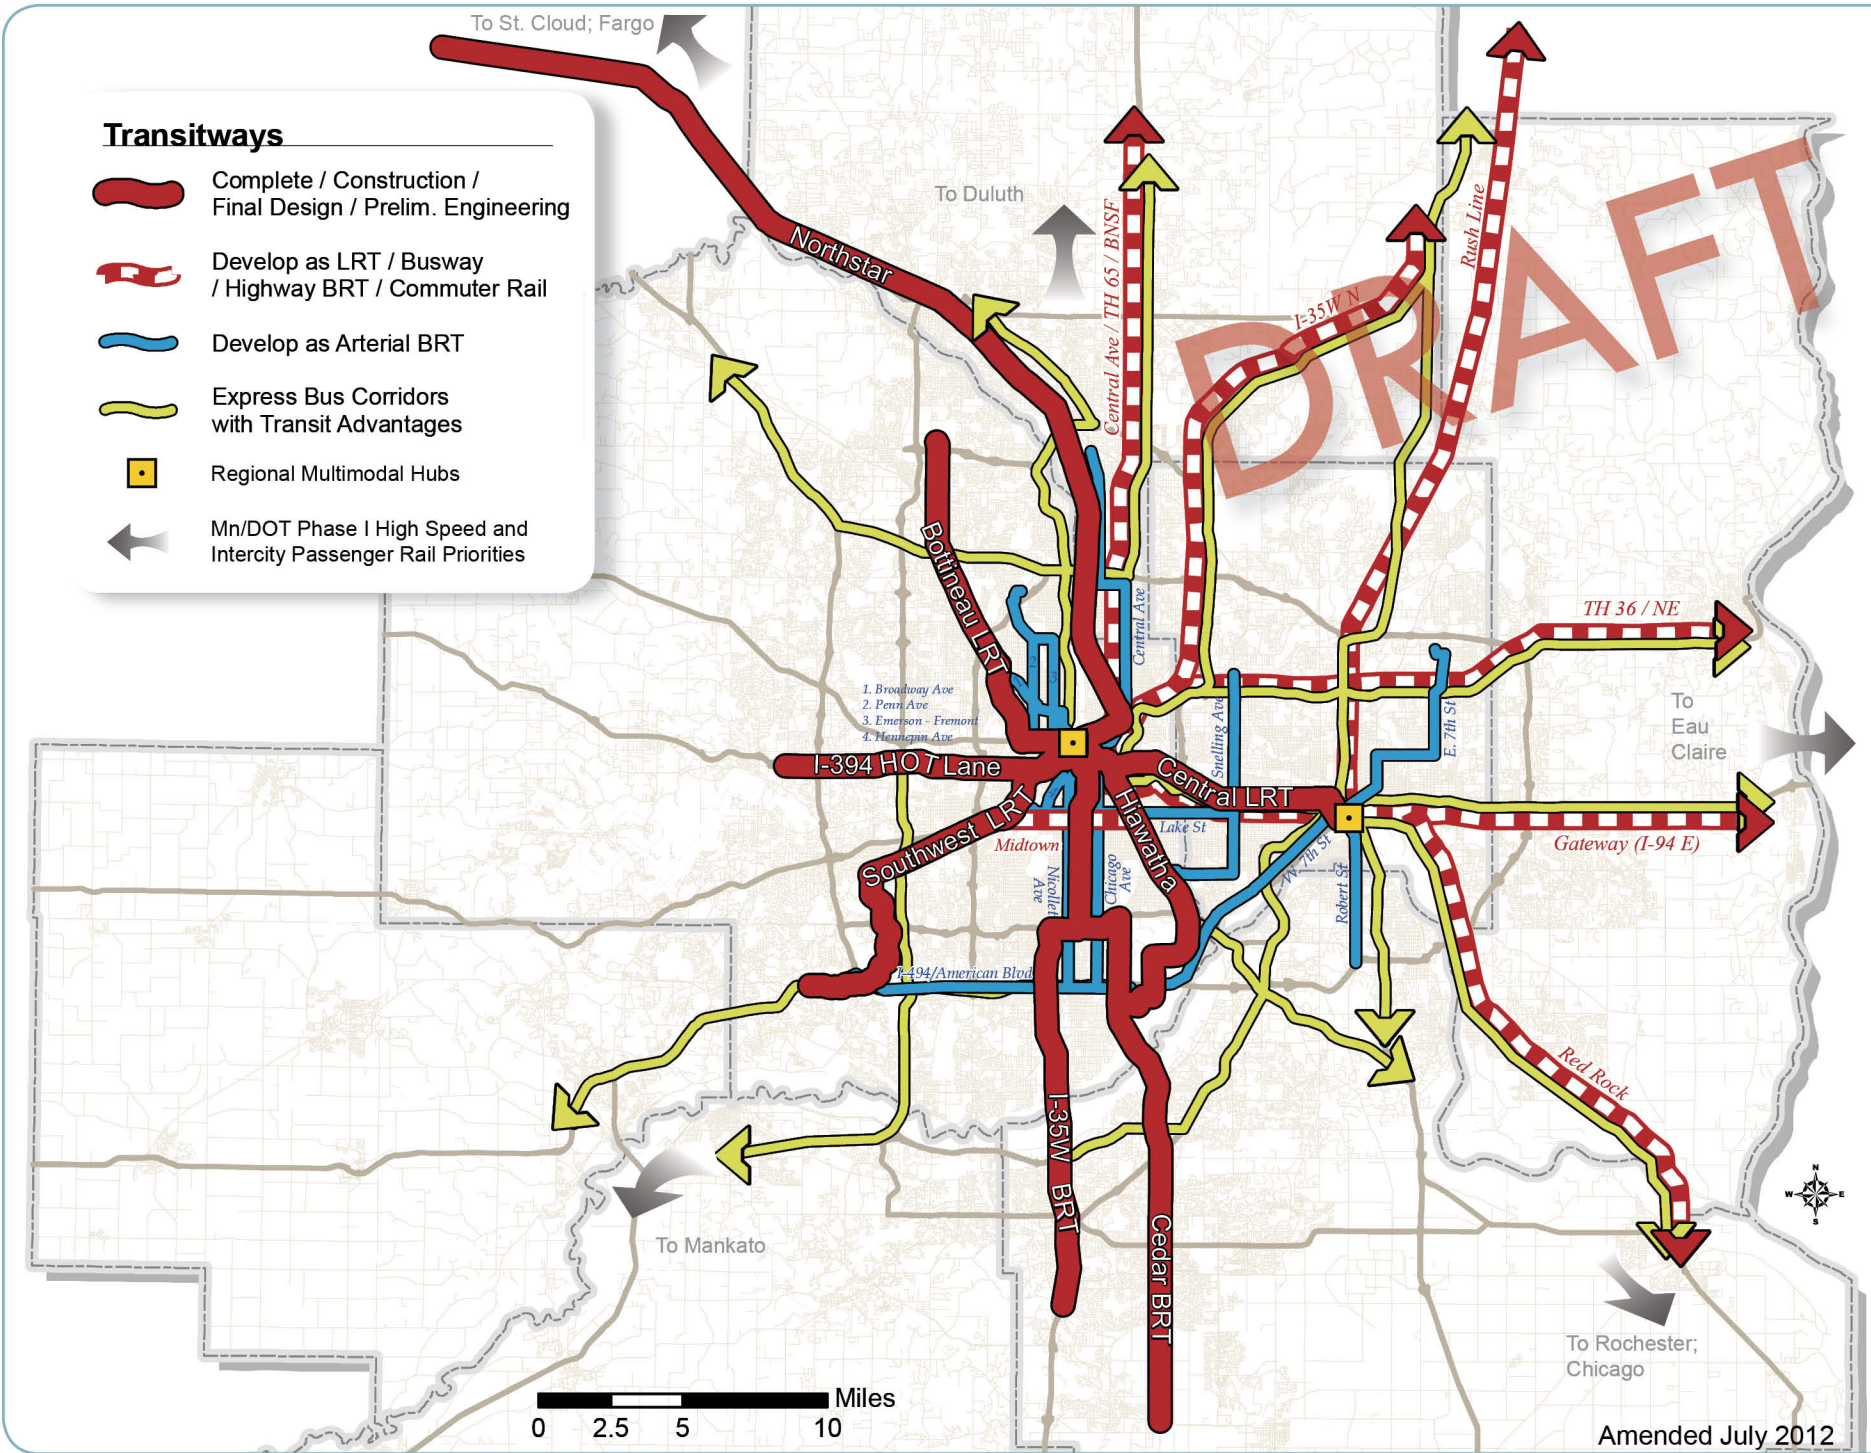 To St. Cloud; Fargo
Transitways
Complete / Construction /
Final Design / Prelim. Engineering
Develop as LRT / Busway
/ Highway BRT / Commuter Rail
Develop as Arterial BRT
Express Bus Corridors
with Transit Advantages
Regional Multimodal Hubs
Mn/DOT Phase I High Speed and
Intercity Passenger Rail Priorities
DRAFT
To Duluth
Northstar
Central Ave / TH 65 / BNSF
I-35W N
Rush Line
Bottineau LRT
Central Ave
TH 36 / NE
2
3
1. Broadway Ave
2. Penn Ave
3. Emerson - Fremont
4. Hennepin Ave
Snelling Ave
E. 7th St
To
Eau
Claire
I-394 HOT Lane
Central LRT
Southwest LRT
Hiawatha
Lake St
Midtown
Gateway (I-94 E)
Nicollet
Ave
Chicago
Ave
W 7th St
Robert St
I-494/American Blvd
Red Rock
I-35W BRT
Cedar BRT
To Mankato
N
W
E
S
To Rochester;
Chicago
Miles
0 2.5 5 10
Amended July 2012